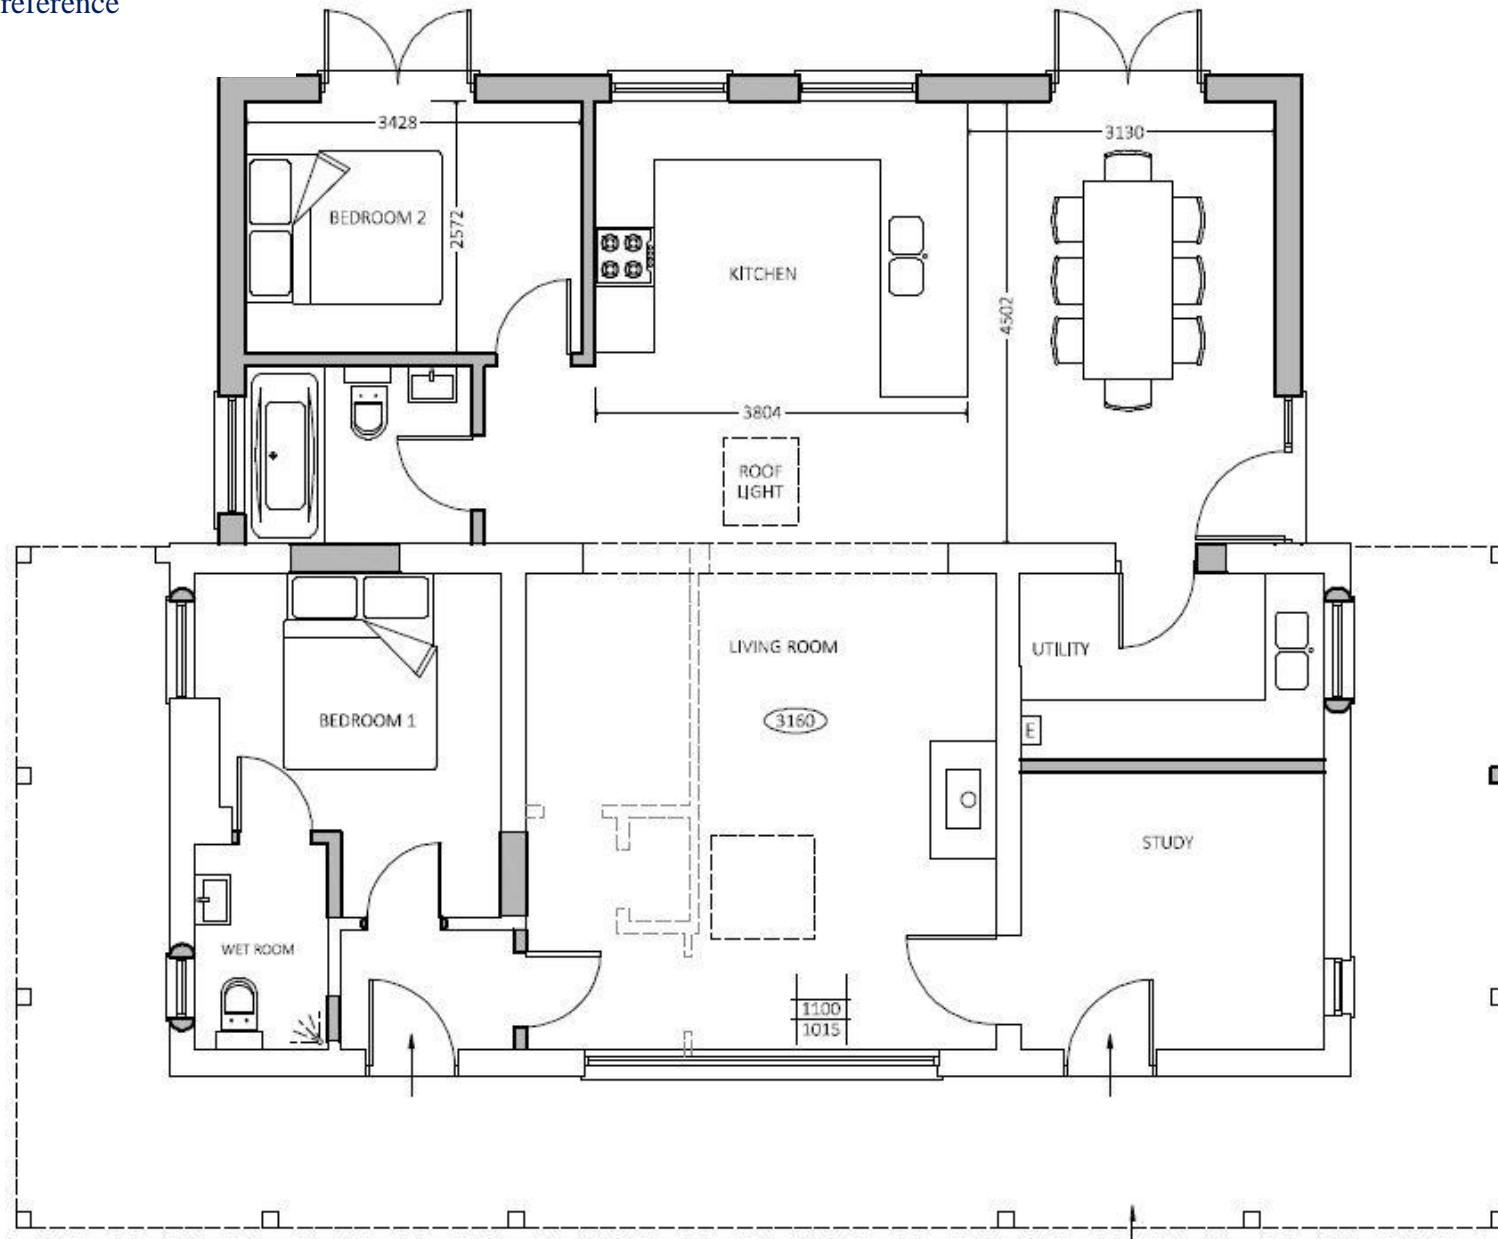 reference
3428
3130
BEDROOM 2
2572
KITCHEN
4502
3804
ROOF
LIGHT
LIVING ROOM
UTILITY
BEDROOM 1
3160
E
STUDY
WET ROOM
1100
1015